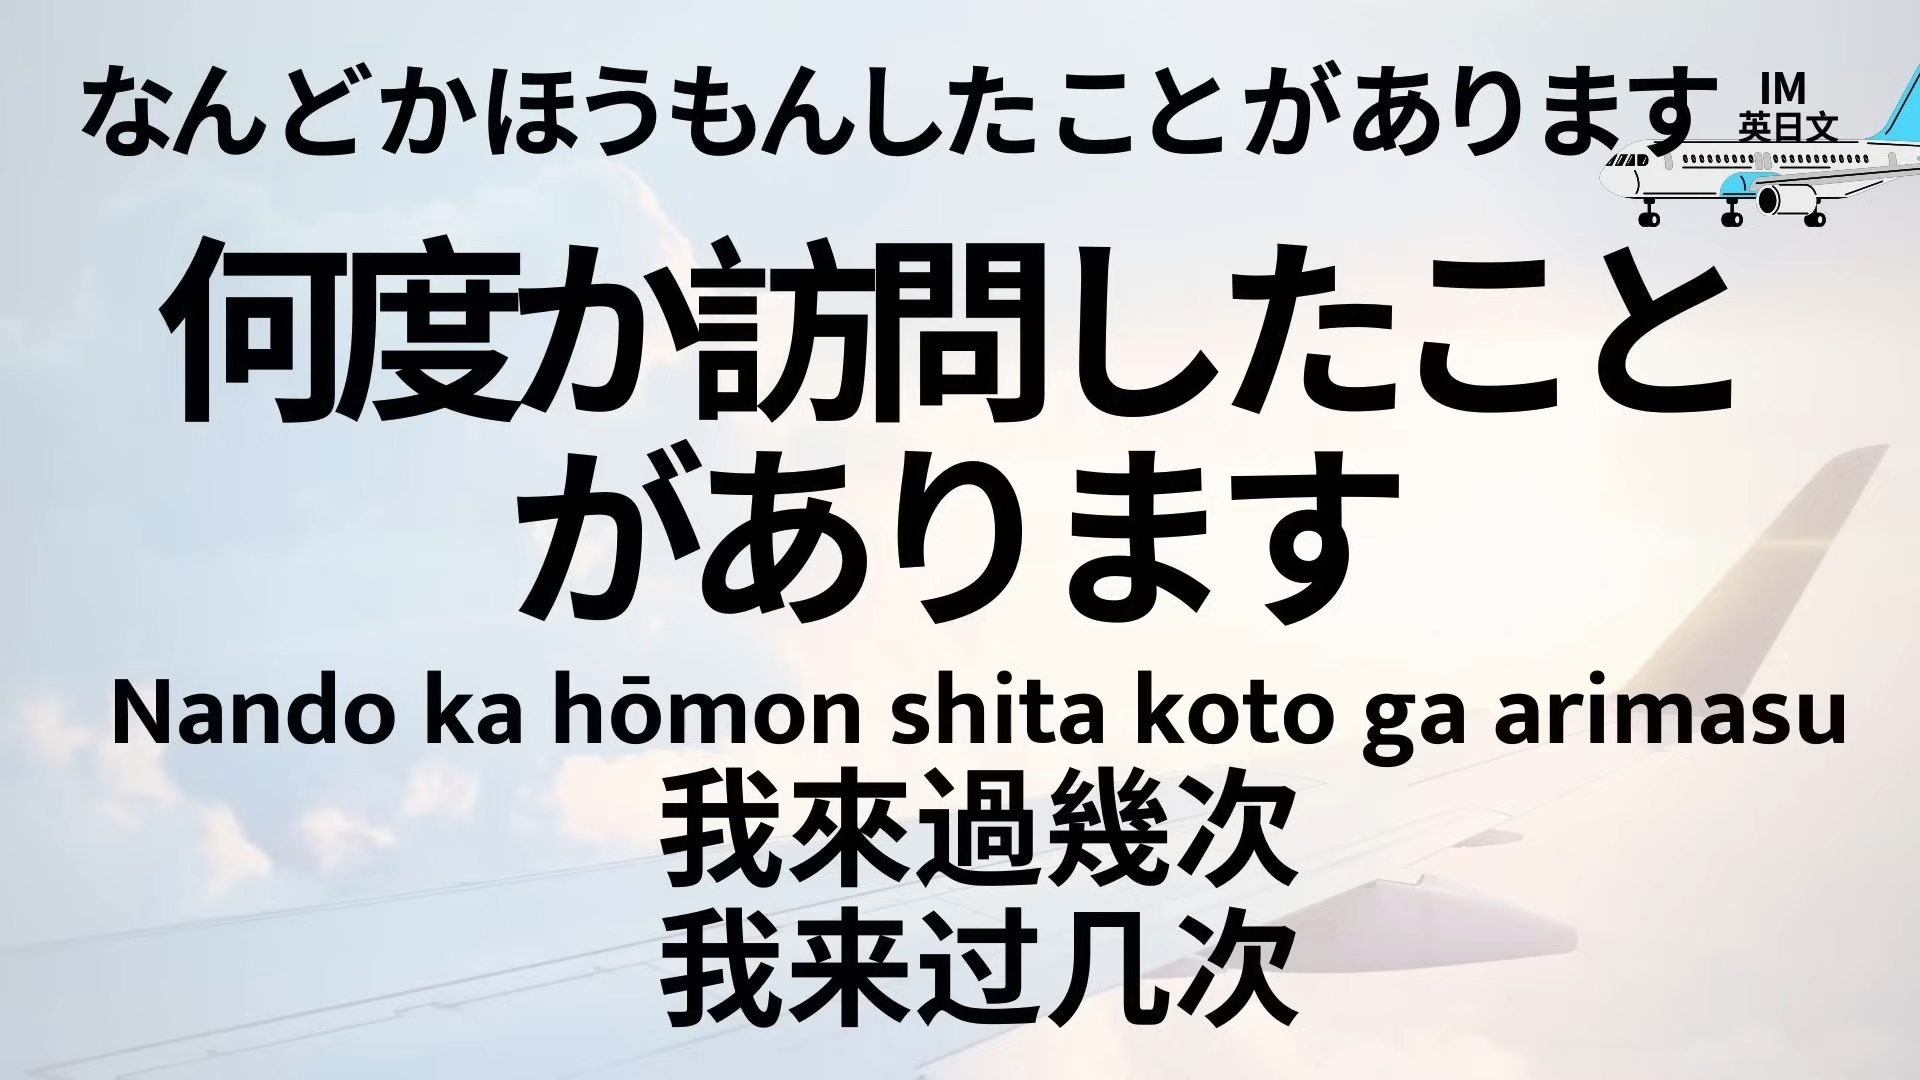 なんどかほうもんしたことがあります
IM
英日文
何度か訪問したこと
があります
Nando ka hōmon shita koto ga arimasu
我來過幾次
我来过几次